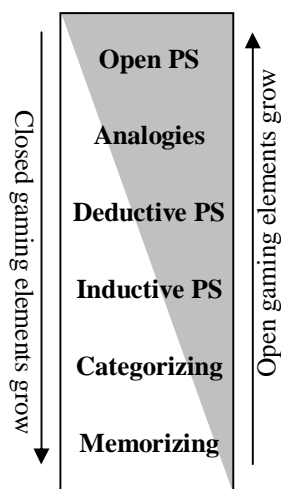 Closed gaming elements grow
Open PS
Analogies
Deductive PS
Inductive PS
Categorizing
Memorizing
Open gaming elements grow